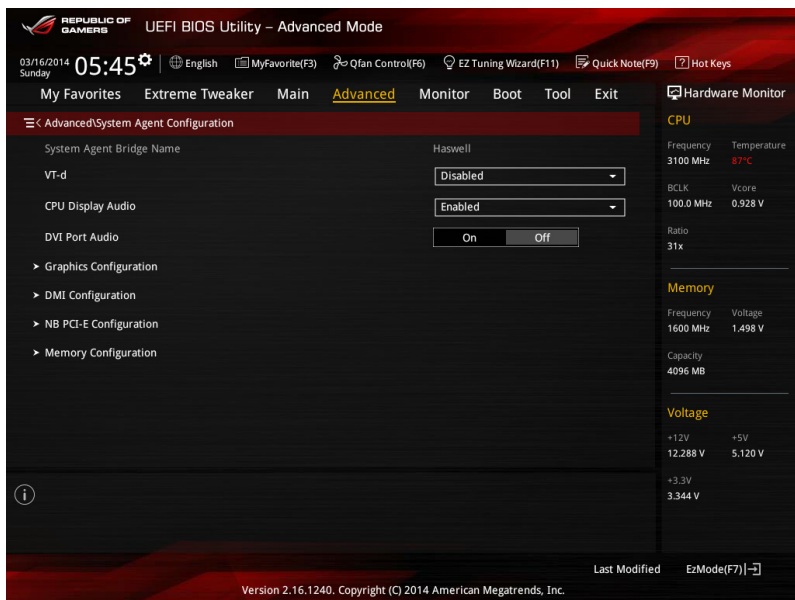 REPUBLIC OF
GAMERS
UEFI BIOS Utility – Advanced Mode
03/16/2014
Sunday
05:45
English
MyFavorite(F3)
Qfan Control(F6)
EZ Tuning Wizard(F11)
Quick Note(F9)
? Hot Keys
My Favorites
Extreme Tweaker
Main
Advanced
Monitor
Boot
Tool
Exit
Hardware Monitor
< Advanced\System Agent Configuration
System Agent Bridge Name
Haswell
VT-d
Disabled
CPU Display Audio
Enabled
DVI Port Audio
On
Off
> Graphics Configuration
> DMI Configuration
> NB PCI-E Configuration
> Memory Configuration
CPU
Frequency
Temperature
3100 MHz
87°C
BCLK
Vcore
100.0 MHz
0.928 V
Ratio
31x
Memory
Frequency
Voltage
1600 MHz
1.498 V
Capacity
4096 MB
Voltage
+12V
+5V
12.288 V
5.120 V
+3.3V
3.344 V
i
Last Modified
EzMode(F7)
Version 2.16.1240. Copyright (C) 2014 American Megatrends, Inc.